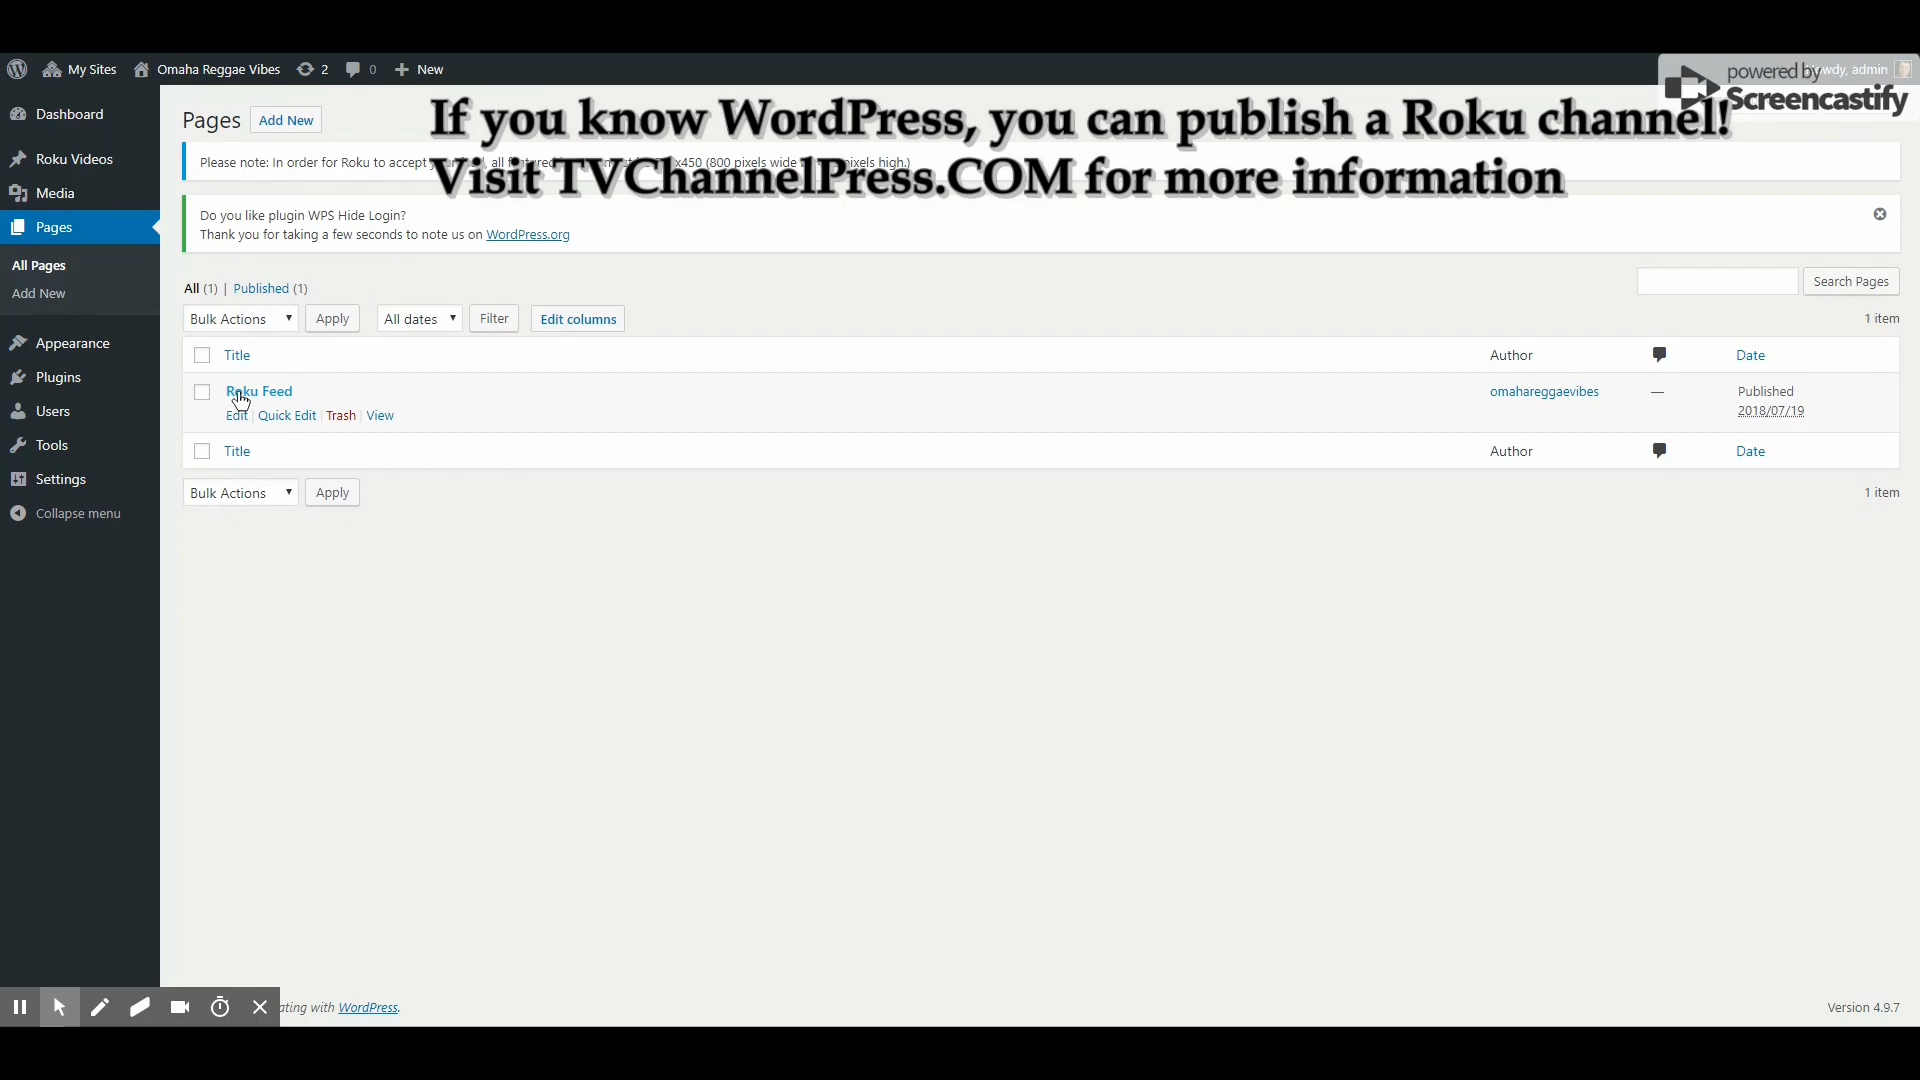 My Sites
Omaha Reggae Vibes
2
0
New
Howdy, admin
powered by
Screencastify
Dashboard
Roku Videos
Media
Pages
All Pages
Add New
Appearance
Plugins
Users
Tools
Settings
Collapse menu
Pages
Add New
If you know WordPress, you can publish a Roku channel!
Please note: In order for Roku to accept
x450 (800 pixels wide
pixels high.)
Visit TVChannelPress.COM for more information
Do you like plugin WPS Hide Login?
Thank you for taking a few seconds to note us on WordPress.org
All (1) | Published (1)
Search Pages
Bulk Actions
Apply
All dates
Filter
Edit columns
1 item
Title
Author
Date
Roku Feed
omahareggaevibes
—
Published
Edit | Quick Edit | Trash | View
2018/07/19
Title
Author
Date
Bulk Actions
Apply
1 item
ating with WordPress.
Version 4.9.7